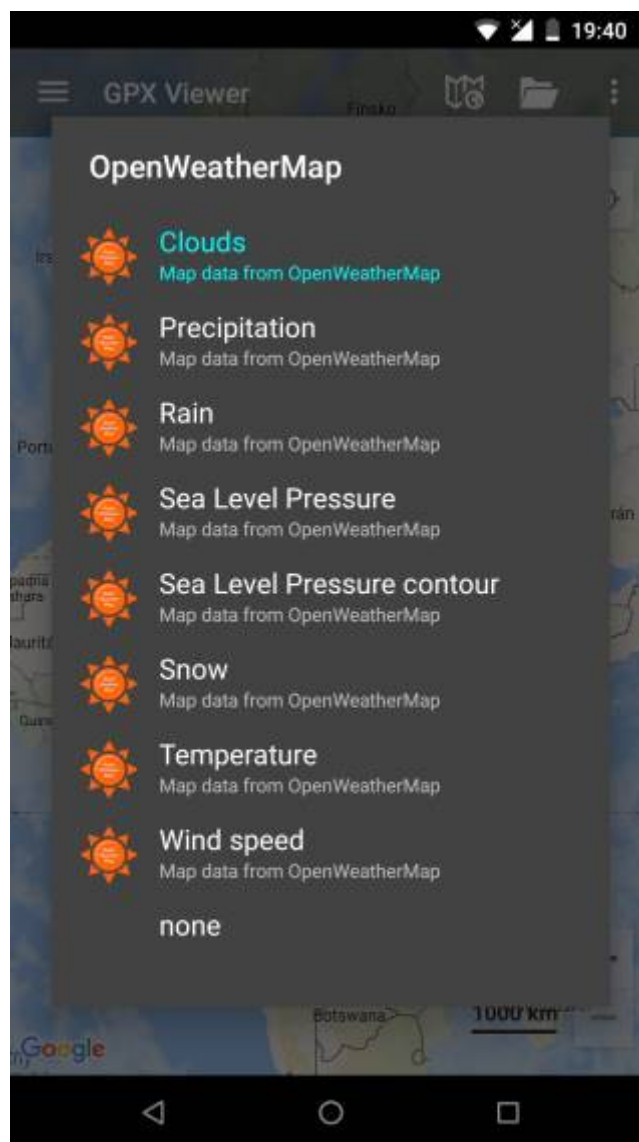 19:40
GPX Viewer
Finsko
OpenWeatherMap
Clouds
Map data from OpenWeatherMap
Precipitation
Map data from OpenWeatherMap
Rain
Map data from OpenWeatherMap
Sea Level Pressure
Map data from OpenWeatherMap
Sea Level Pressure contour
Map data from OpenWeatherMap
Snow
Map data from OpenWeatherMap
Temperature
Map data from OpenWeatherMap
Wind speed
Map data from OpenWeatherMap
none
Botswana
1000 km
Google